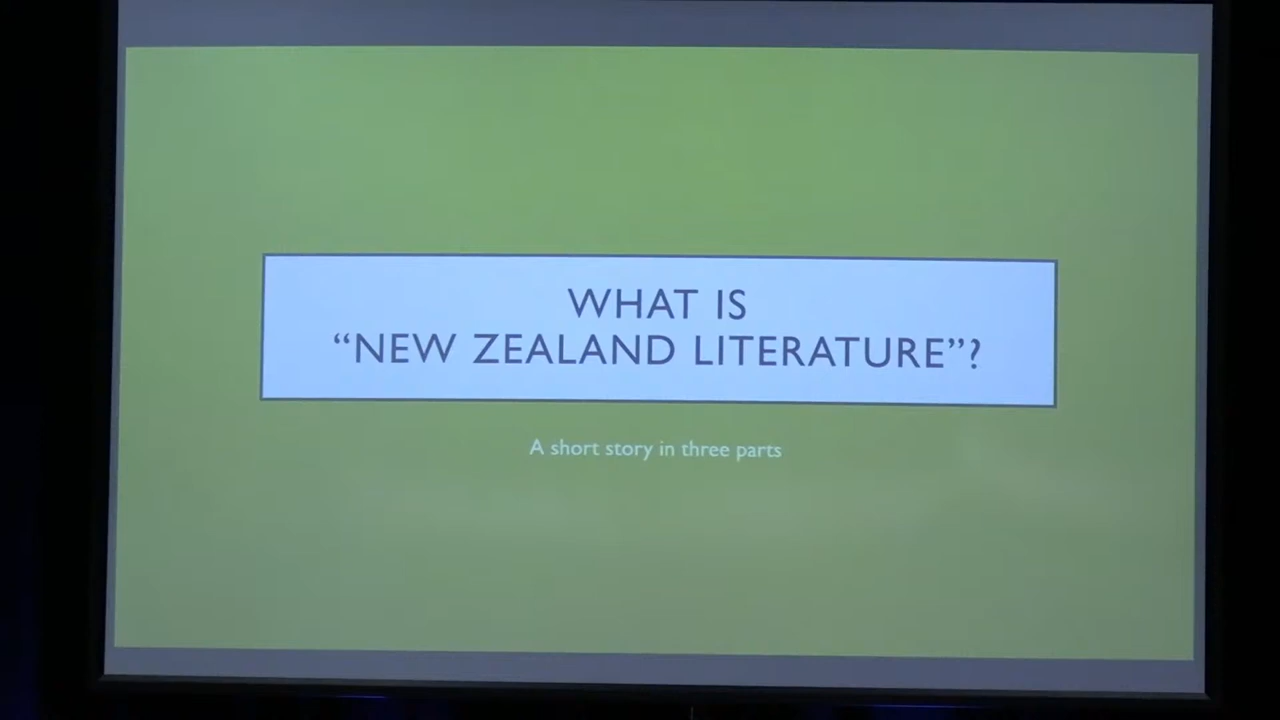 WHAT IS
“NEW ZEALAND LITERATURE”?
A short story in three parts